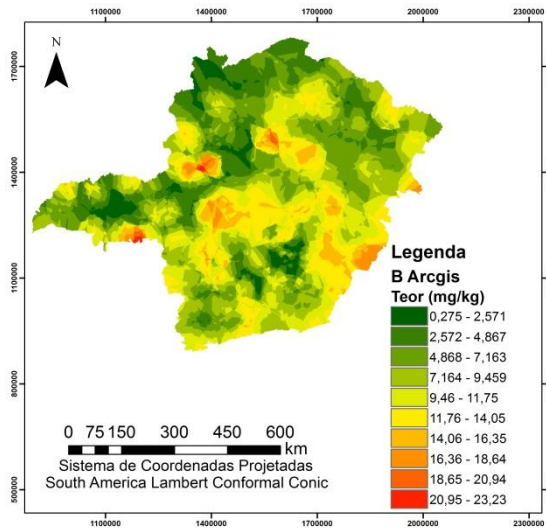 1100000 1400000 1700000 2000000 2300000
N
1700000
1400000
1100000
800000
500000
Legenda
B Arcgis
Teor (mg/kg)
0,275 - 2,571
2,572 - 4,867
4,868 - 7,163
7,164 - 9,459
9,46 - 11,75
11,76 - 14,05
14,06 - 16,35
16,36 - 18,64
18,65 - 20,94
20,95 - 23,23
0 75 150 300 450 600
km
Sistema de Coordenadas Projetadas
South America Lambert Conformal Conic
1100000 1400000 1700000 2000000 2300000